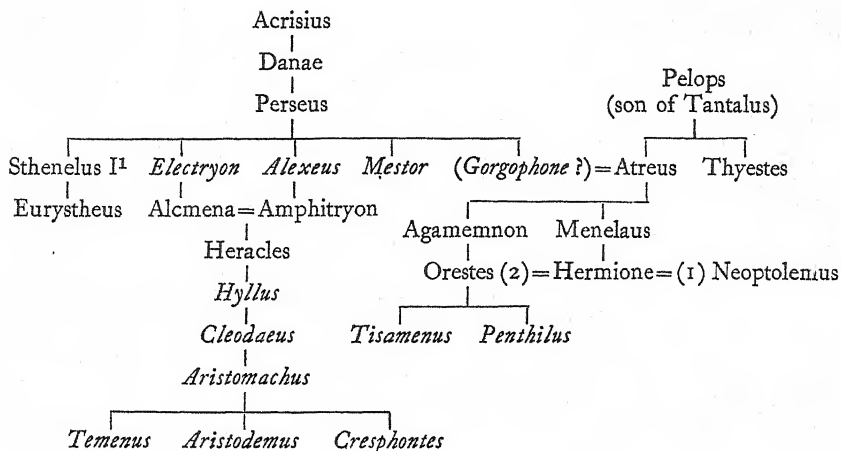 Acrisius
Danae
Perseus
Pelops
(son of Tantalus)
Sthenelus I¹ Electryon Alexeus Mestor (Gorgophone ?) = Atreus Thyestes
Eurystheus Alcmena = Amphitryon
Agamemnon Menelaus
Heracles
Orestes (2) = Hermione = (1) Neoptolemus
Hyllus
Cleodaeus
Tisamenus Penthilus
Aristomachus
Temenus Aristodemus Cresphontes